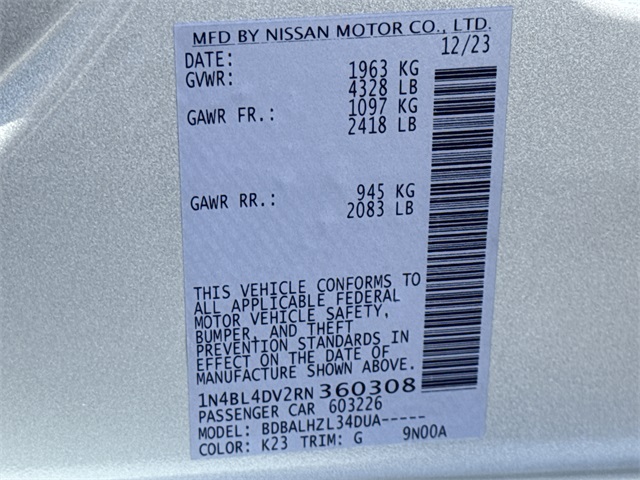 MFD BY NISSAN MOTOR CO., LTD.
DATE: 12/23
GVWR: 1963 KG
4328 LB
GAWR FR.: 1097 KG
2418 LB
GAWR RR.: 945 KG
2083 LB
THIS VEHICLE CONFORMS TO
ALL APPLICABLE FEDERAL
MOTOR VEHICLE SAFETY,
BUMPER, AND THEFT
PREVENTION STANDARDS IN
EFFECT ON THE DATE OF
MANUFACTURE SHOWN ABOVE.
1N4BL4DV2RN360308
PASSENGER CAR 603226
MODEL: BDBALHZL34DUA-----
COLOR: K23 TRIM: G 9N00A